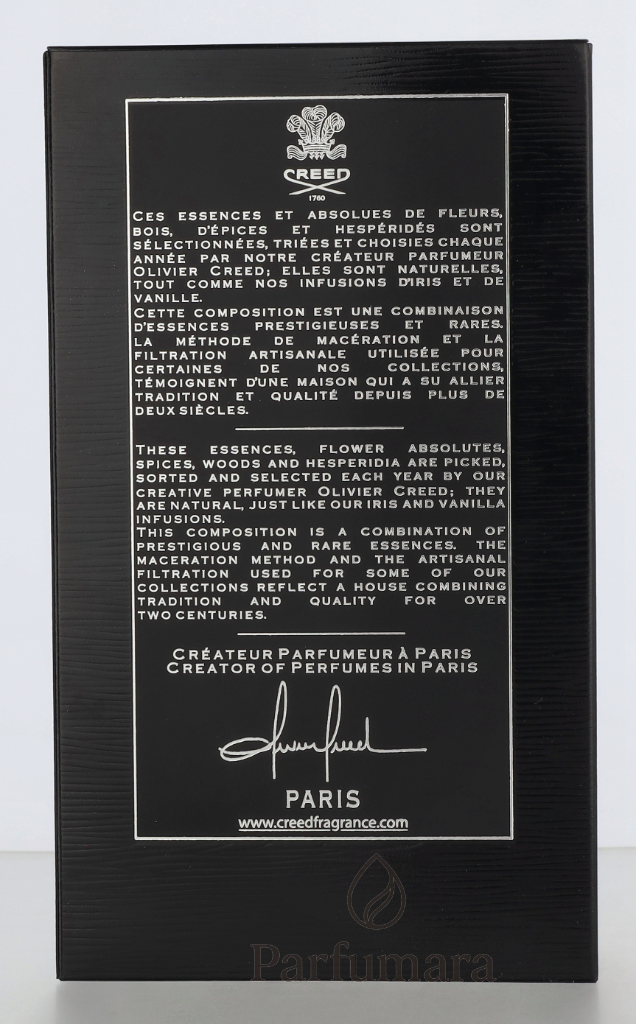 CREED
1760
CES ESSENCES ET ABSOLUES DE FLEURS,
BOIS, D'ÉPICES ET HESPÉRIDÉS SONT
SÉLECTIONNÉES, TRIÉES ET CHOISIES CHAQUE
ANNÉE PAR NOTRE CRÉATEUR PARFUMEUR
OLIVIER CREED; ELLES SONT NATURELLES,
TOUT COMME NOS INFUSIONS D'IRIS ET DE
VANILLE.
CETTE COMPOSITION EST UNE COMBINAISON
D'ESSENCES PRESTIGIEUSES ET RARES.
LA MÉTHODE DE MACÉRATION ET LA
FILTRATION ARTISANALE UTILISÉE POUR
CERTAINES DE NOS COLLECTIONS,
TÉMOIGNENT D'UNE MAISON QUI A SU ALLIER
TRADITION ET QUALITÉ DEPUIS PLUS DE
DEUX SIÈCLES.
THESE ESSENCES, FLOWER ABSOLUTES,
SPICES, WOODS AND HESPERIDIA ARE PICKED,
SORTED AND SELECTED EACH YEAR BY OUR
CREATIVE PERFUMER OLIVIER CREED; THEY
ARE NATURAL, JUST LIKE OUR IRIS AND VANILLA
INFUSIONS.
THIS COMPOSITION IS A COMBINATION OF
PRESTIGIOUS AND RARE ESSENCES. THE
MACERATION METHOD AND THE ARTISANAL
FILTRATION USED FOR SOME OF OUR
COLLECTIONS REFLECT A HOUSE COMBINING
TRADITION AND QUALITY FOR OVER
TWO CENTURIES.
CRÉATEUR PARFUMEUR À PARIS
CREATOR OF PERFUMES IN PARIS
Olivier Creed
PARIS
www.creedfragrance.com
Parfumara